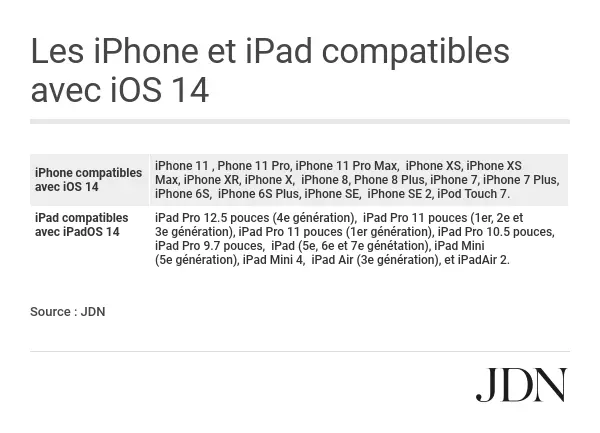 Les iPhone et iPad compatibles
avec iOS 14
iPhone compatibles
avec iOS 14
iPhone 11 , Phone 11 Pro, iPhone 11 Pro Max, iPhone XS, iPhone XS
Max, iPhone XR, iPhone X, iPhone 8, Phone 8 Plus, iPhone 7, iPhone 7 Plus,
iPhone 6S, iPhone 6S Plus, iPhone SE, iPhone SE 2, iPod Touch 7.
iPad compatibles
avec iPadOS 14
iPad Pro 12.5 pouces (4e génération), iPad Pro 11 pouces (1er, 2e et
3e génération), iPad Pro 11 pouces (1er génération), iPad Pro 10.5 pouces,
iPad Pro 9.7 pouces, iPad (5e, 6e et 7e génétation), iPad Mini
(5e génération), iPad Mini 4, iPad Air (3e génération), et iPadAir 2.
Source : JDN
JDN